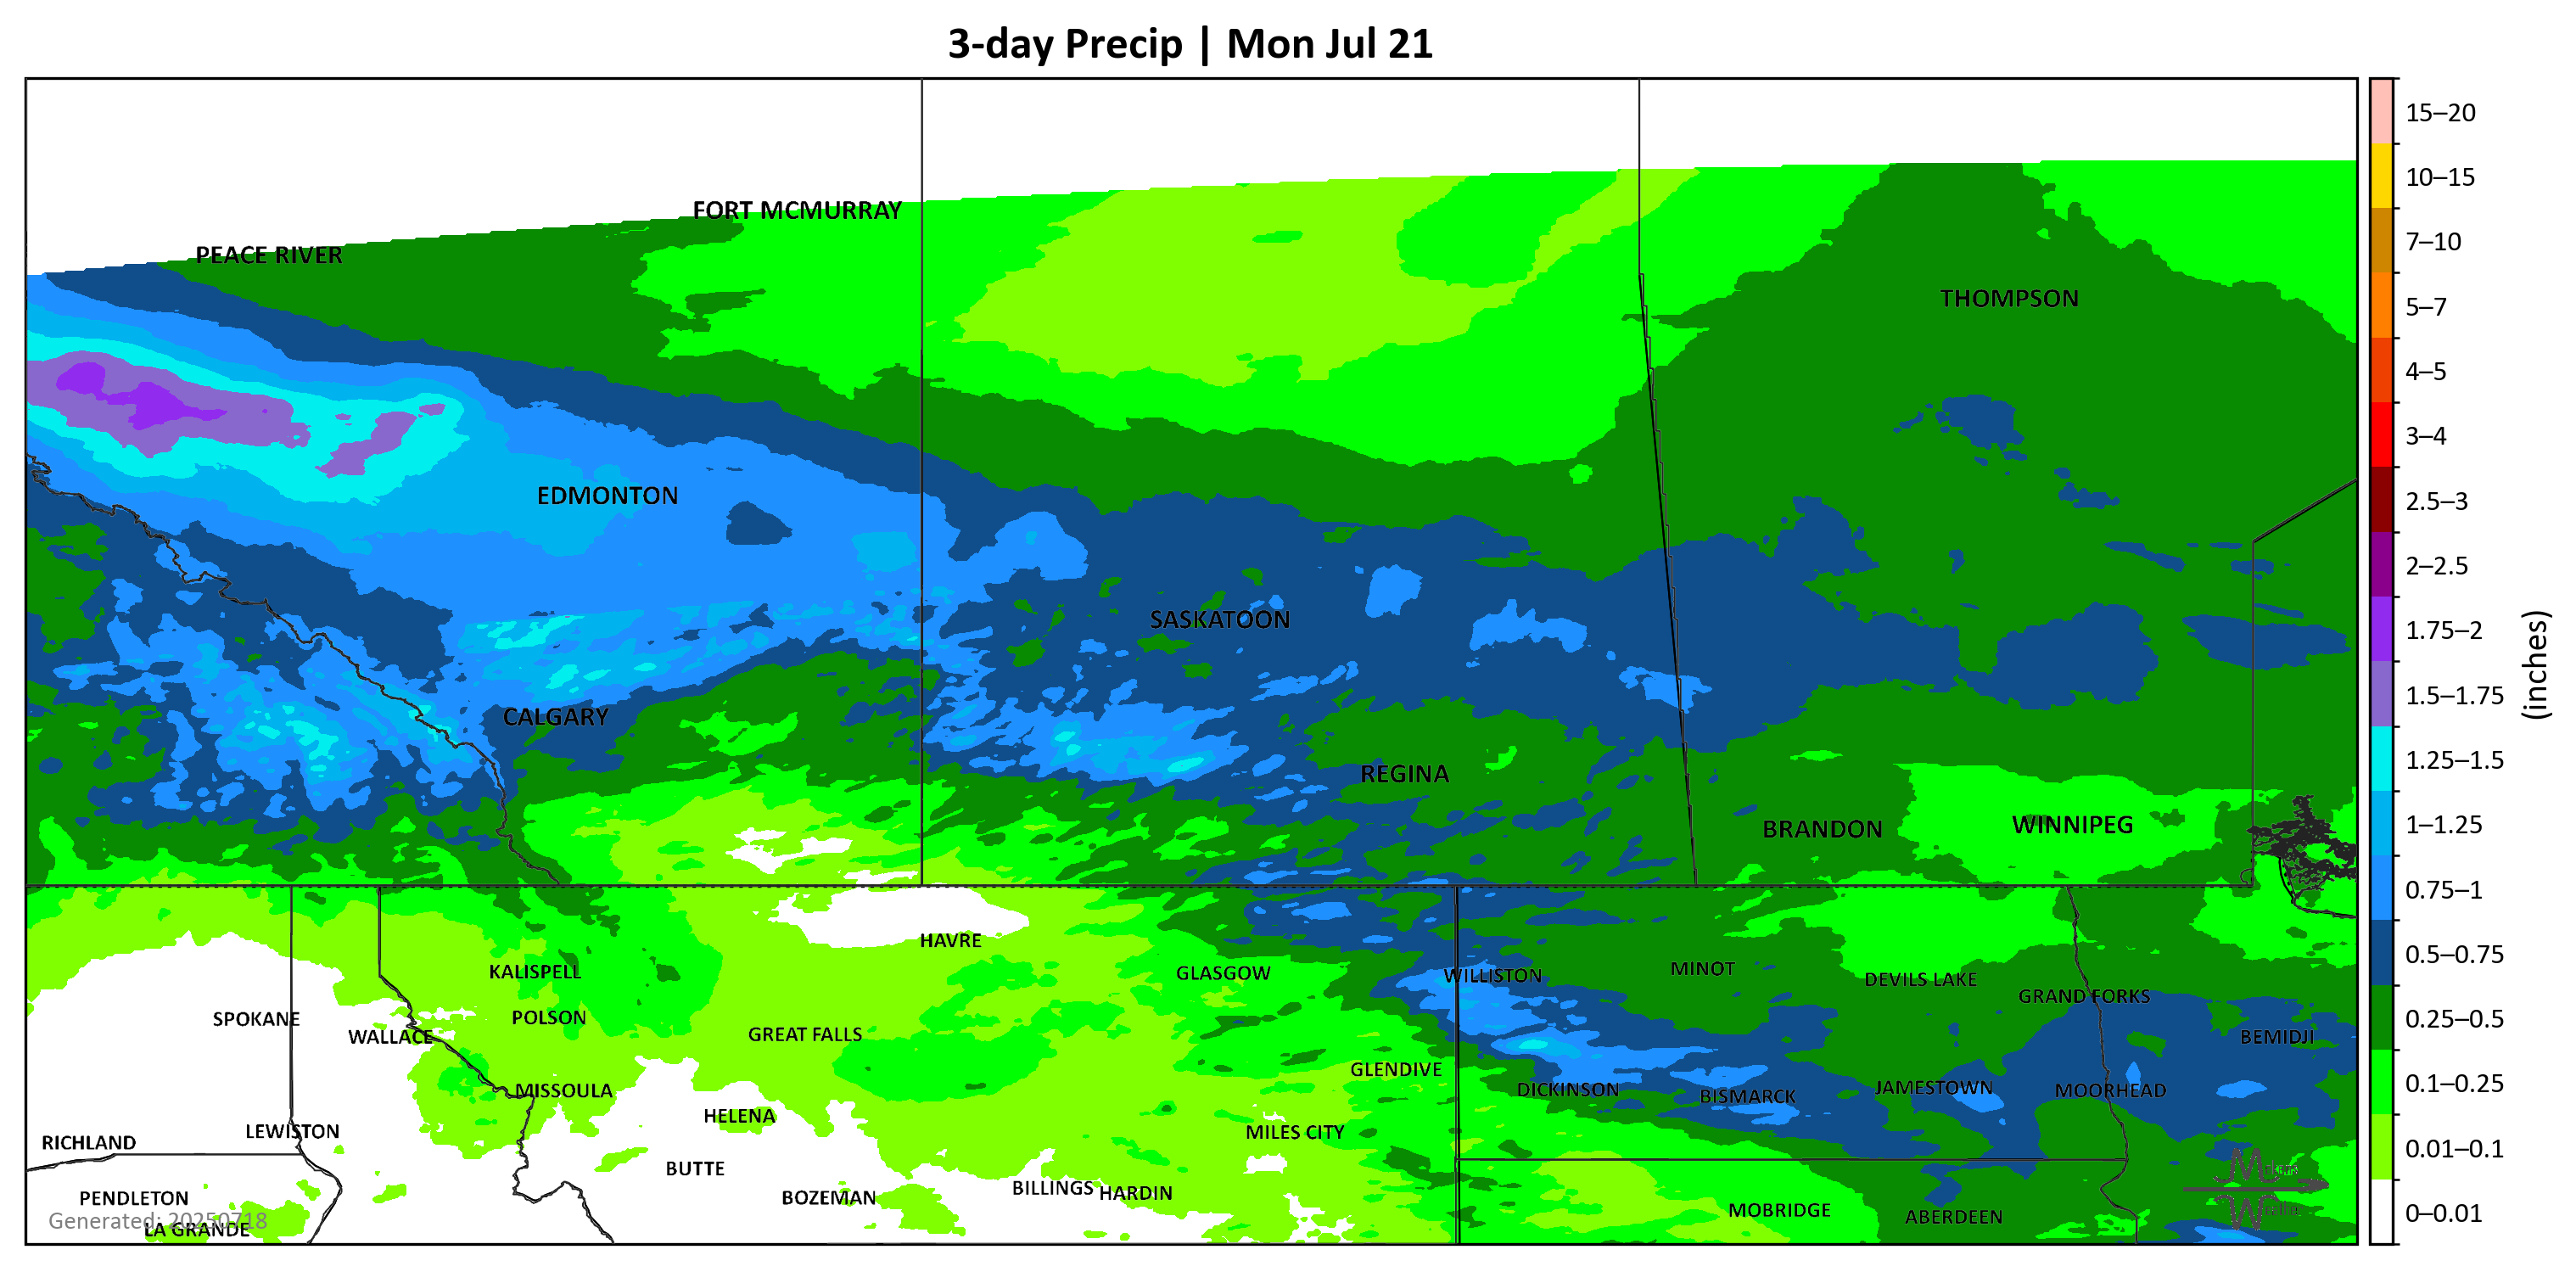 3-day Precip | Mon Jul 21
15–20
10–15
7–10
5–7
4–5
3–4
2.5–3
2–2.5
1.75–2
1.5–1.75
1.25–1.5
1–1.25
0.75–1
0.5–0.75
0.25–0.5
0.1–0.25
0.01–0.1
0–0.01
(inches)
FORT MCMURRAY
PEACE RIVER
THOMPSON
EDMONTON
SASKATOON
CALGARY
REGINA
BRANDON
WINNIPEG
HAVRE
KALISPELL
GLASGOW
WILLISTON
MINOT
DEVILS LAKE
GRAND FORKS
SPOKANE
POLSON
WALLACE
GREAT FALLS
BEMIDJI
GLENDIVE
MISSOULA
DICKINSON
BISMARCK
JAMESTOWN
MOORHEAD
HELENA
RICHLAND
LEWISTON
MILES CITY
BUTTE
PENDLETON
BOZEMAN
BILLINGS
HARDIN
MOBRIDGE
ABERDEEN
Generated: 20250718
LA GRANDE